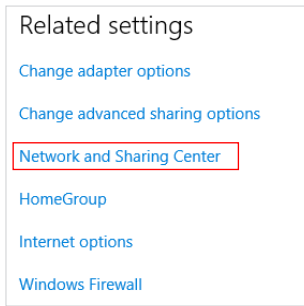 Related settings
Change adapter options
Change advanced sharing options
Network and Sharing Center
HomeGroup
Internet options
Windows Firewall